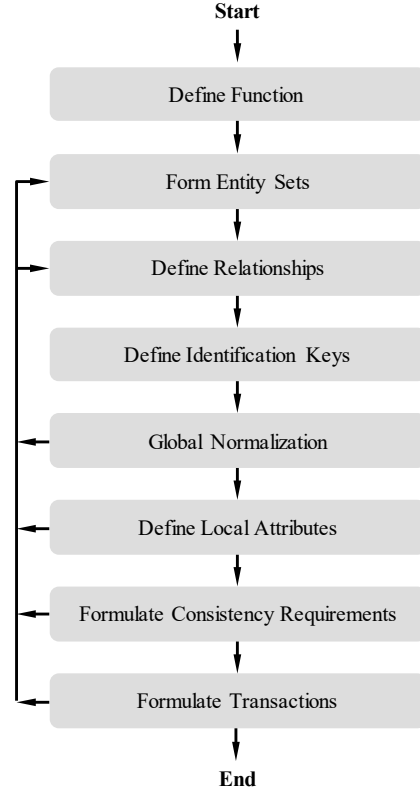 Start
Define Function
Form Entity Sets
Define Relationships
Define Identification Keys
Global Normalization
Define Local Attributes
Formulate Consistency Requirements
Formulate Transactions
End